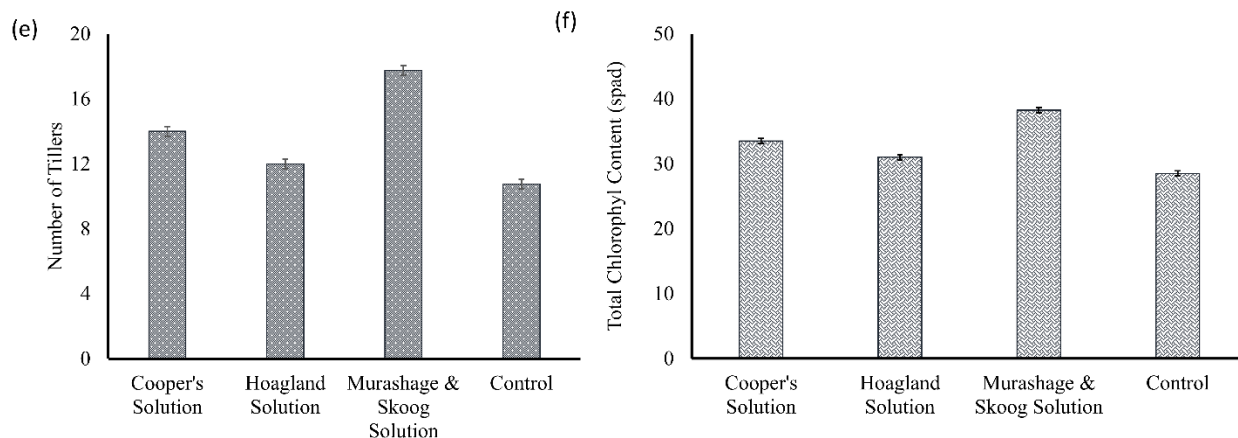 (e)
Number of Tillers
20
16
12
8
4
0
Cooper's
Solution
Hoagland
Solution
Murashage &
Skoog
Solution
Control
(f)
Total Chlorophyl Content (spad)
50
40
30
20
10
0
Cooper's
Solution
Hoagland
Solution
Murashage &
Skoog Solution
Control